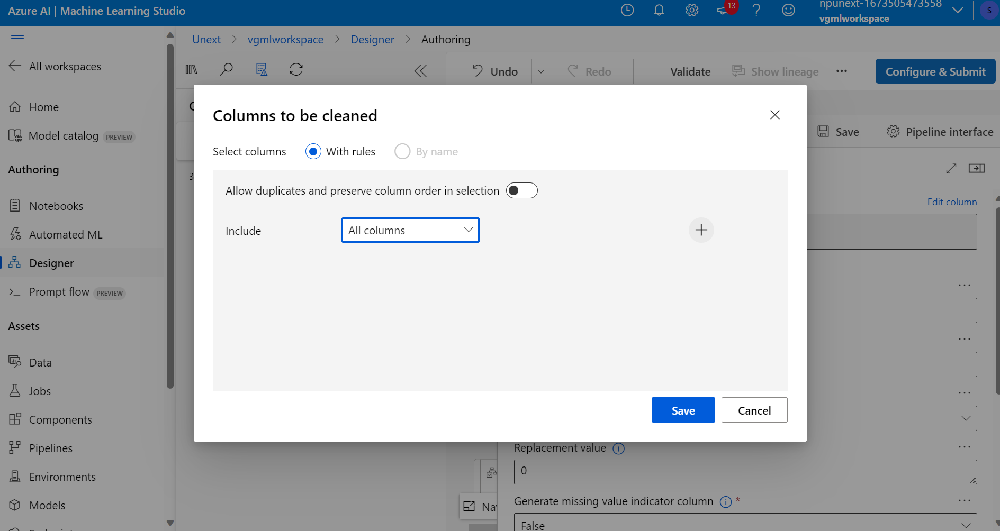 Azure AI | Machine Learning Studio
13
npunext-1673505473558
vgmlworkspace
S
All workspaces
Home
Model catalog PREVIEW
Authoring
Notebooks
Automated ML
Designer
Prompt flow PREVIEW
Assets
Data
Jobs
Components
Pipelines
Environments
Models
Unext > vgmlworkspace > Designer > Authoring
Undo
Redo
Validate
Show lineage
Configure & Submit
Save
Pipeline interface
3
Edit column
Columns to be cleaned
Select columns With rules By name
Allow duplicates and preserve column order in selection
Include All columns
Save Cancel
Replacement value
0
Generate missing value indicator column *
False